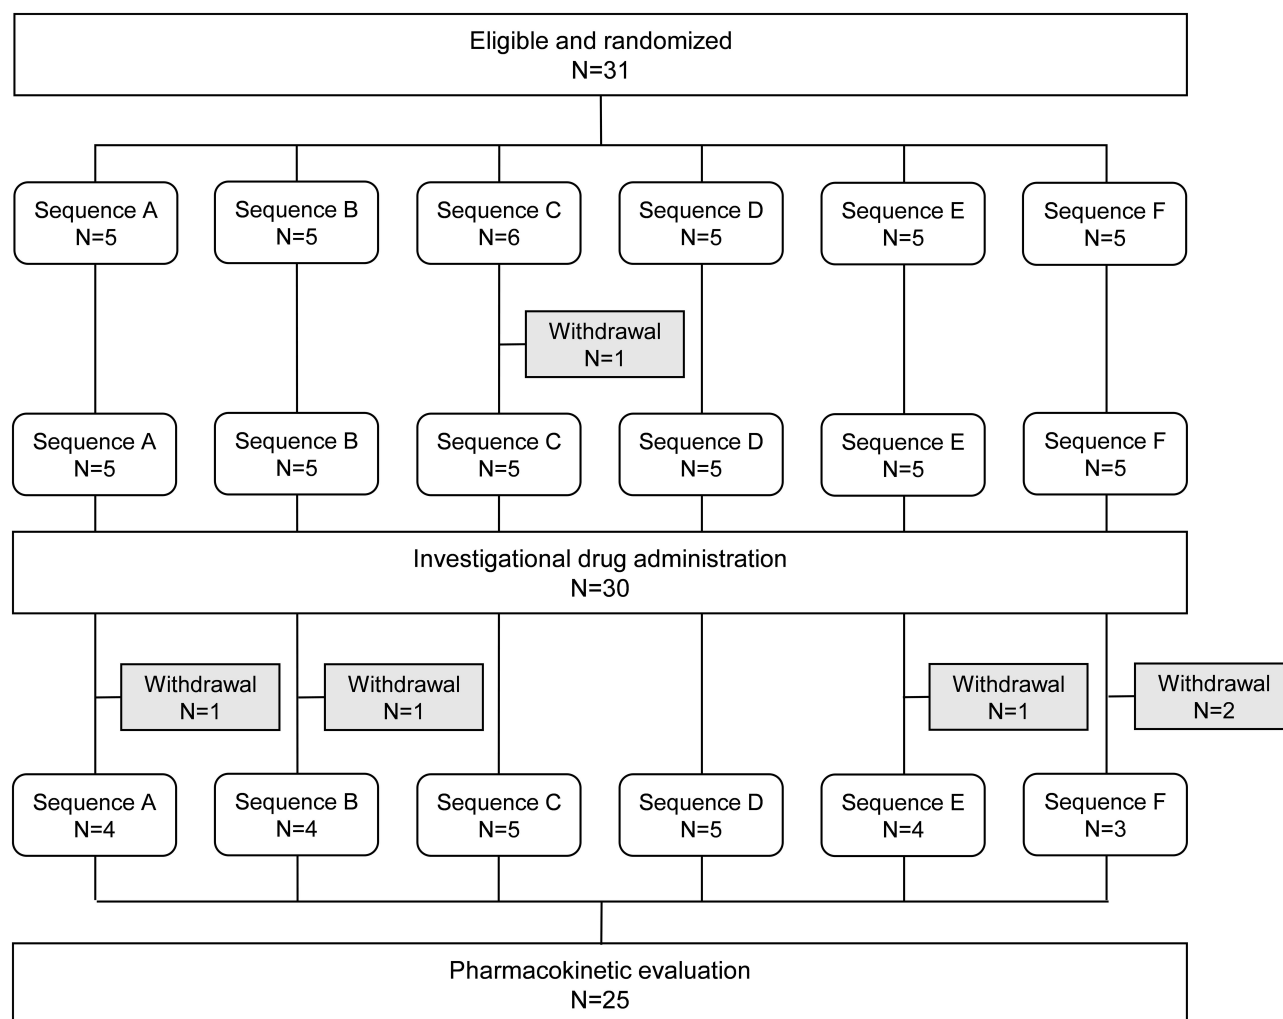 Eligible and randomized
N=31
Sequence A
N=5
Sequence B
N=5
Sequence C
N=6
Sequence D
N=5
Sequence E
N=5
Sequence F
N=5
Withdrawal
N=1
Sequence A
N=5
Sequence B
N=5
Sequence C
N=5
Sequence D
N=5
Sequence E
N=5
Sequence F
N=5
Investigational drug administration
N=30
Withdrawal
N=1
Withdrawal
N=1
Withdrawal
N=1
Withdrawal
N=2
Sequence A
N=4
Sequence B
N=4
Sequence C
N=5
Sequence D
N=5
Sequence E
N=4
Sequence F
N=3
Pharmacokinetic evaluation
N=25